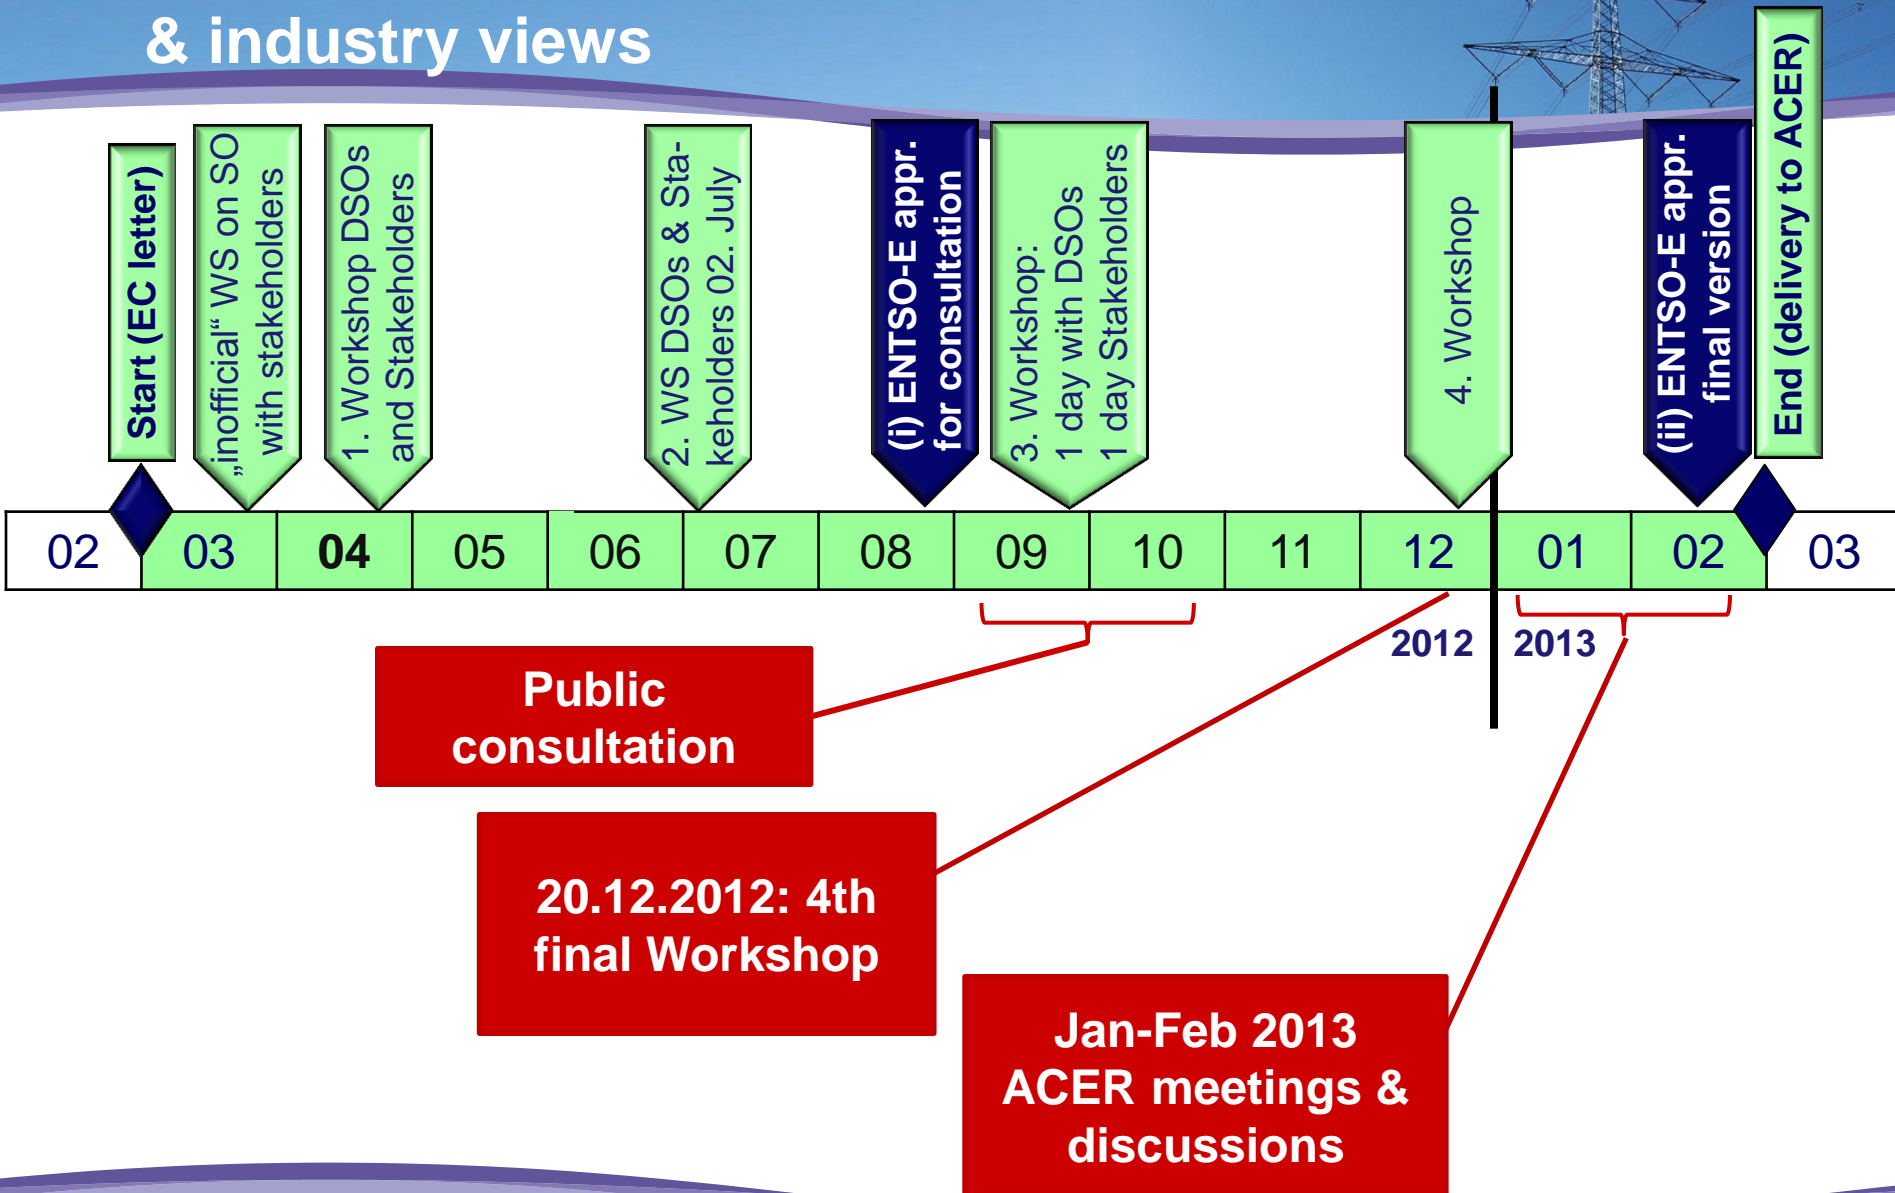 & industry views
Start (EC letter)
„inofficial“ WS on SO
with stakeholders
1. Workshop DSOs
and Stakeholders
2. WS DSOs & Sta-
keholders 02. July
(i) ENTSO-E appr.
for consultation
3. Workshop:
1 day with DSOs
1 day Stakeholders
4. Workshop
(ii) ENTSO-E appr.
final version
End (delivery to ACER)
02 03 04 05 06 07 08 09 10 11 12 01 02 03
2012 2013
Public
consultation
20.12.2012: 4th
final Workshop
Jan-Feb 2013
ACER meetings &
discussions